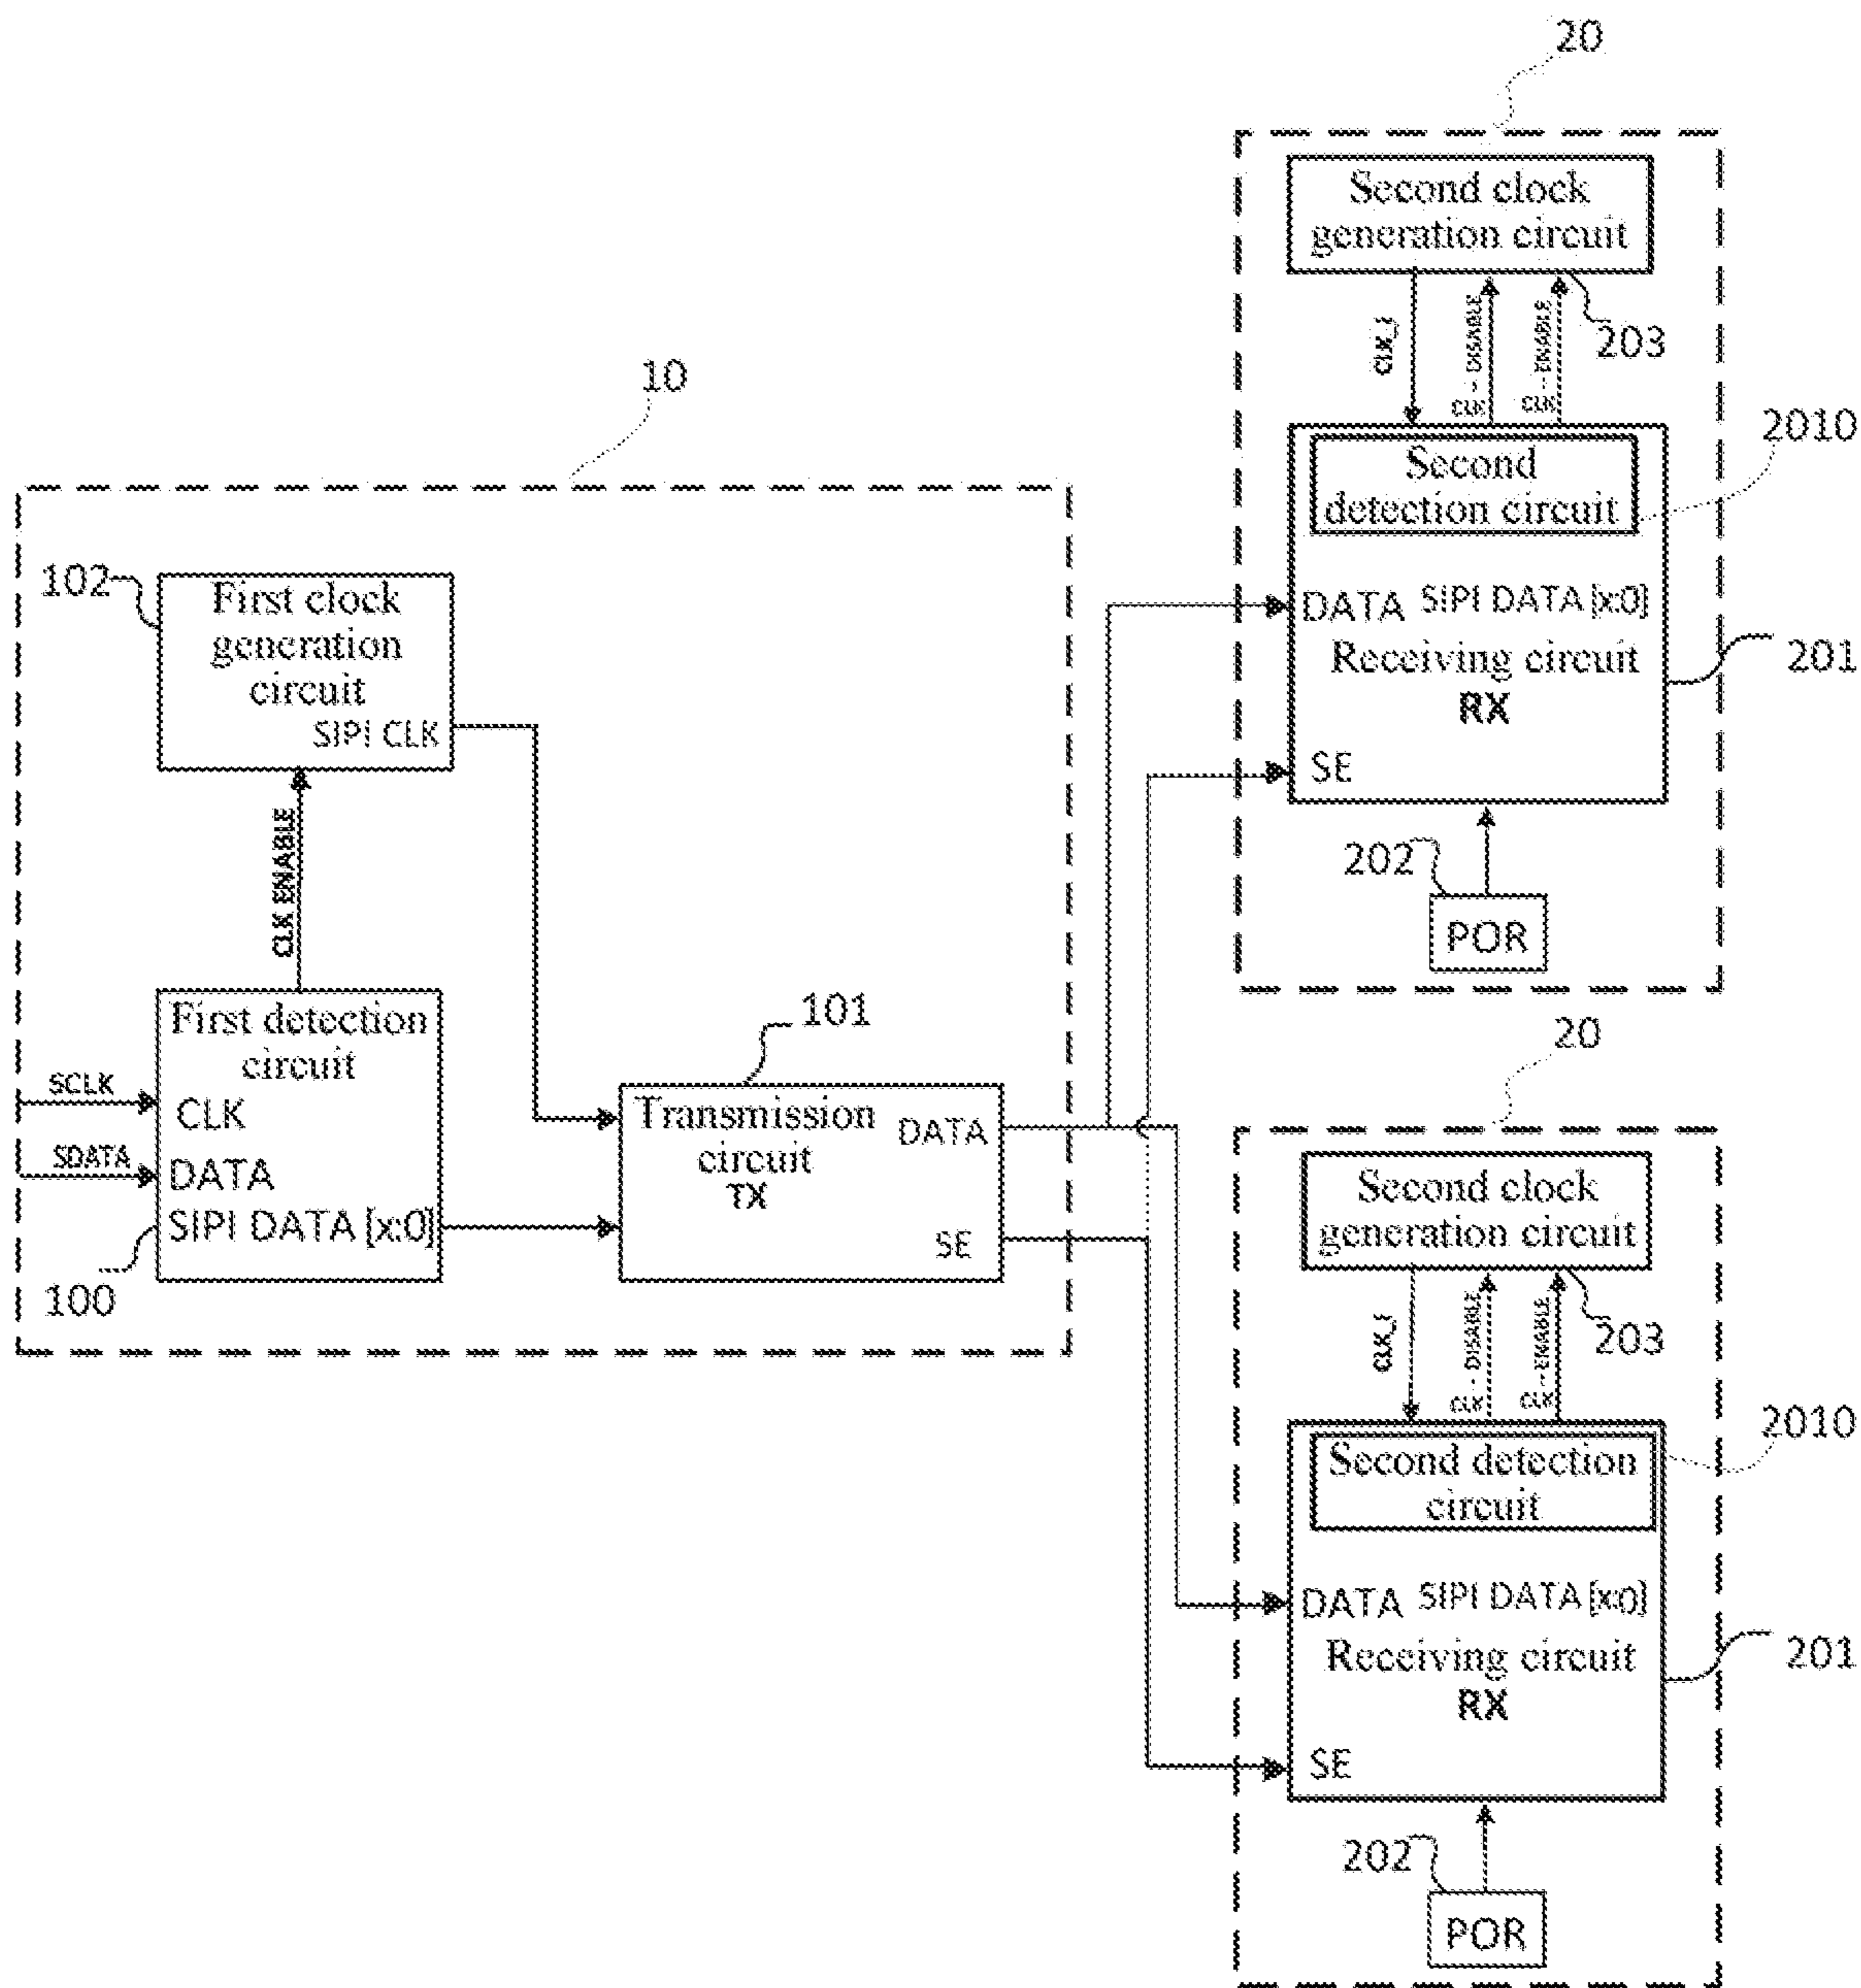 20
Second clock
generation circuit
CLK - DISABLE
CLK - ENABLE
203
2010
Second
detection circuit
DATA SIPI DATA [x:0]
Receiving circuit
RX
201
SE
202
POR
10
102
First clock
generation
circuit
SIPI CLK
CLK ENABLE
First detection
circuit
SCLK
CLK
SDATA
DATA
SIPI DATA [x:0]
100
101
Transmission
circuit
TX
DATA
SE
20
Second clock
generation circuit
CLK - DISABLE
CLK - ENABLE
203
2010
Second detection
circuit
DATA SIPI DATA [x:0]
Receiving circuit
RX
201
SE
202
POR